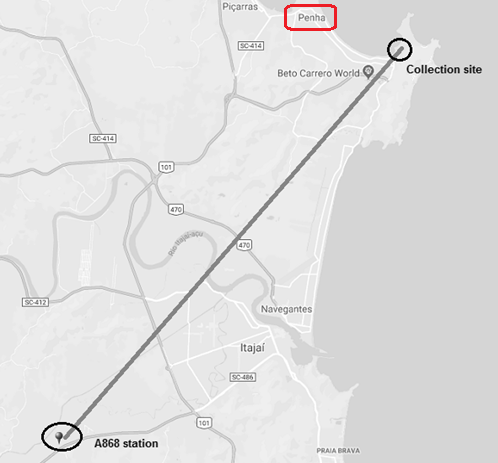 Piçarras
Penha
SC-414
Collection site
Beto Carrero World
SC-414
101
470
Rio Itajaí-açu
470
SC-412
Navegantes
Itajaí
SC-486
101
A868 station
PRAIA BRAVA